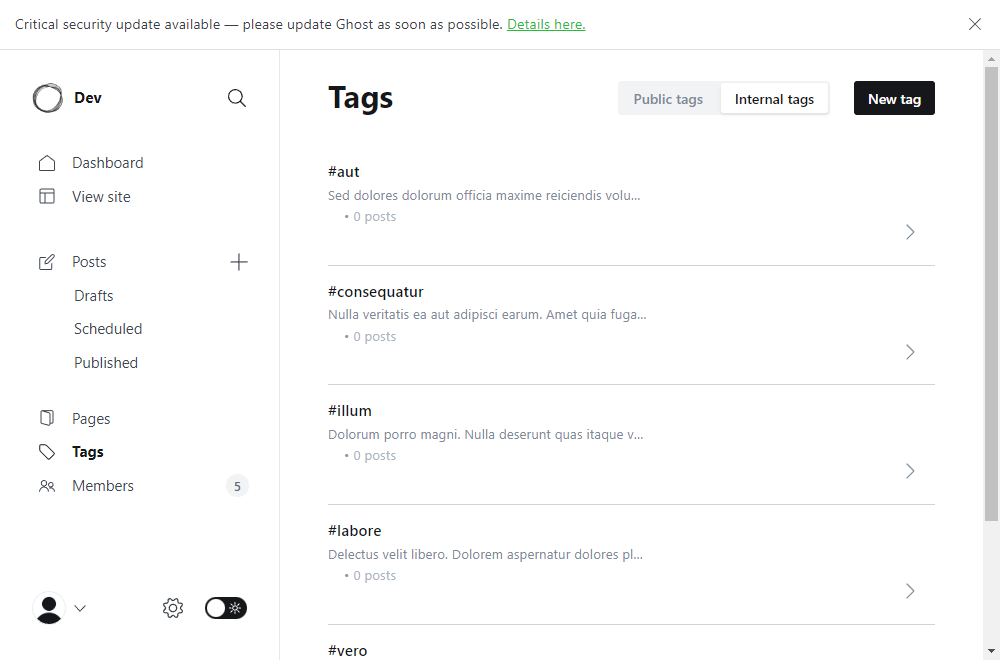 Critical security update available — please update Ghost as soon as possible. Details here.
Dev
Dashboard
View site
Posts
Drafts
Scheduled
Published
Pages
Tags
Members
5
Tags
Public tags
Internal tags
New tag
#aut
Sed dolores dolorum officia maxime reiciendis volu...
• 0 posts
#consequatur
Nulla veritatis ea aut adipisci earum. Amet quia fuga...
• 0 posts
#illum
Dolorum porro magni. Nulla deserunt quas itaque v...
• 0 posts
#labore
Delectus velit libero. Dolorem aspernatur dolores pl...
• 0 posts
#vero